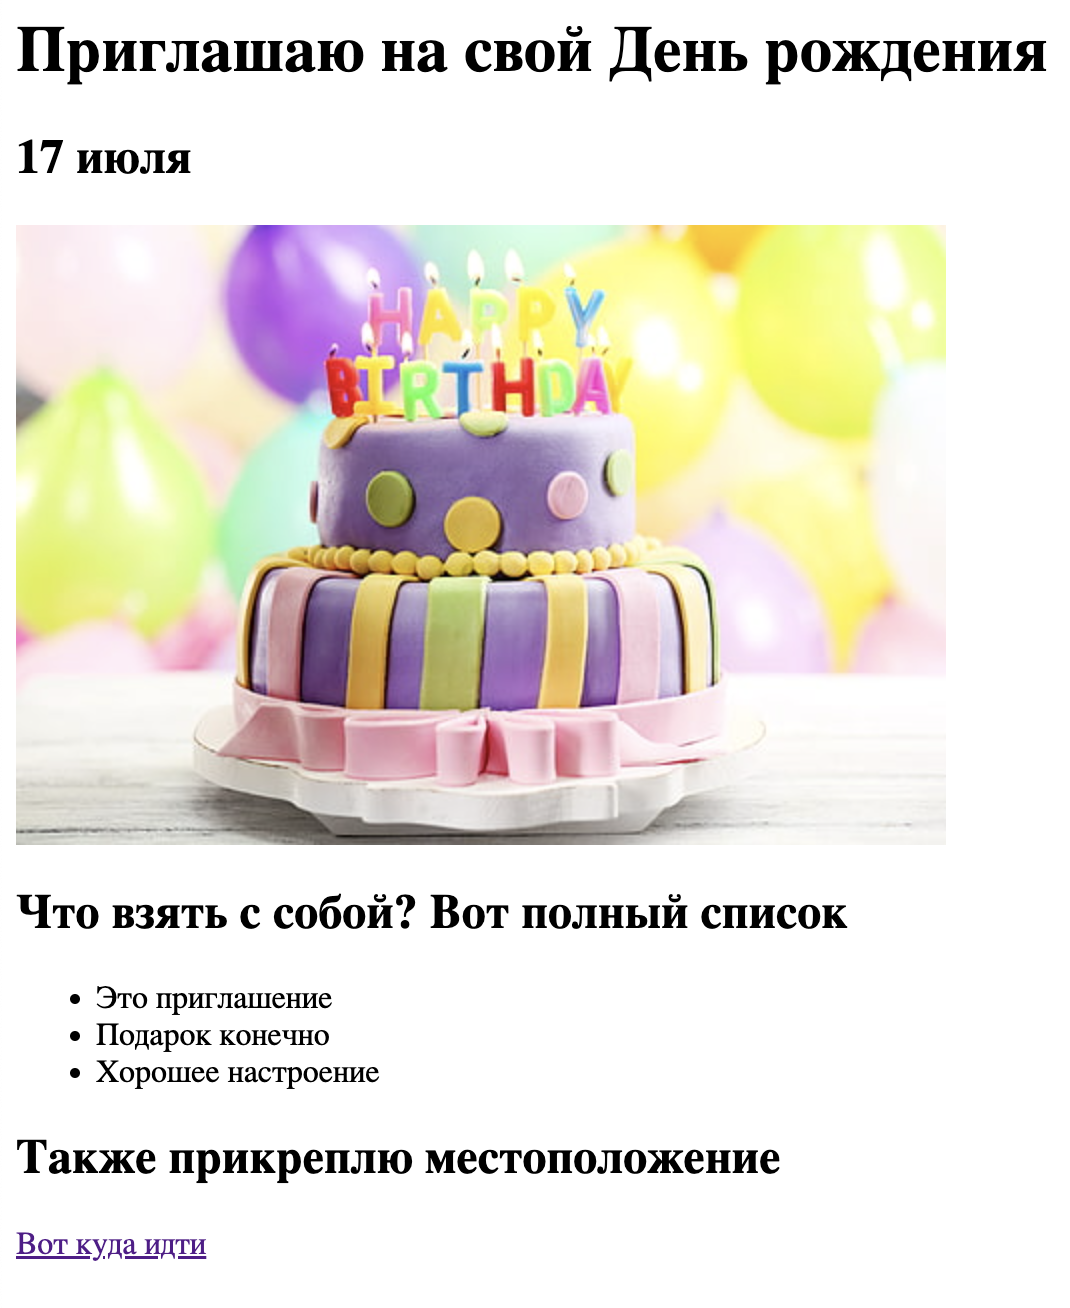 Приглашаю на свой День рождения
17 июля
HAPPY
BIRTHDAY
Что взять с собой? Вот полный список
• Это приглашение
• Подарок конечно
• Хорошее настроение
Также прикреплю местоположение
Вот куда идти